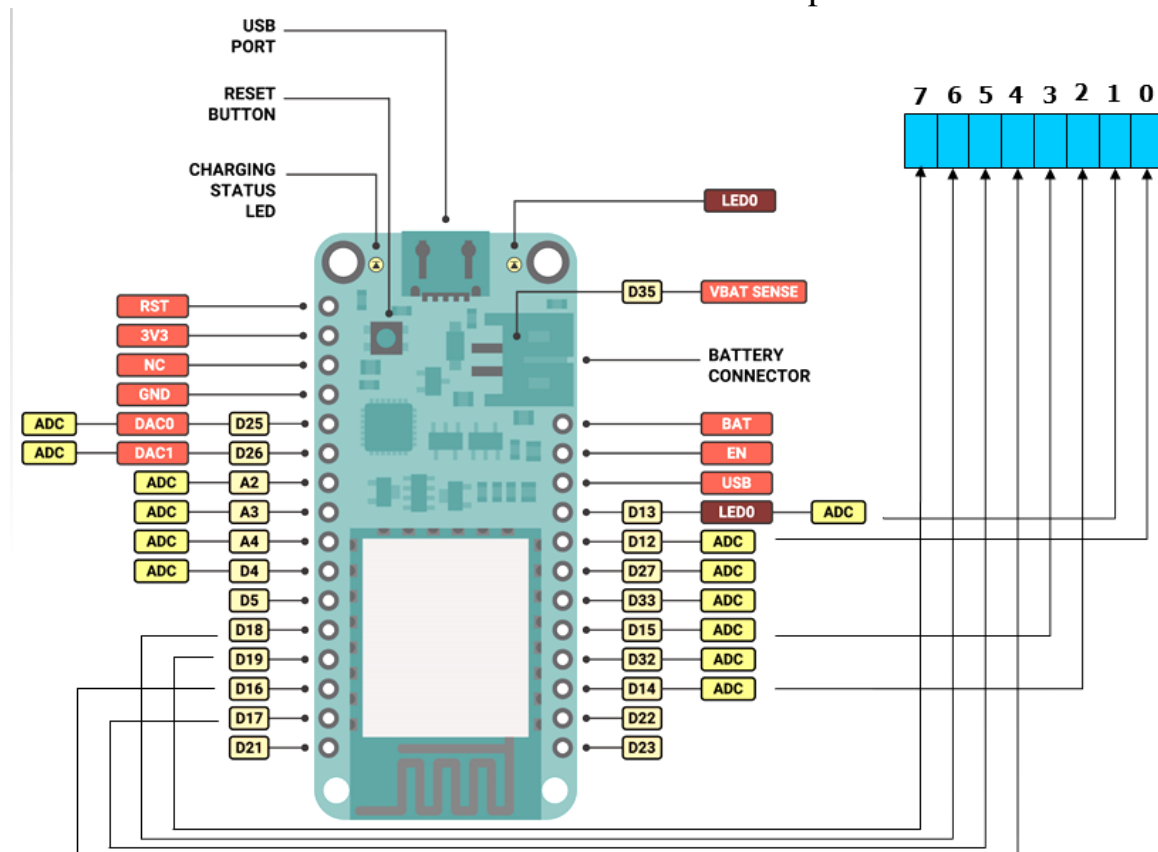 USB
PORT
RESET
BUTTON
CHARGING
STATUS
LED
7 6 5 4 3 2 1 0
LED0
D35 VBAT SENSE
BATTERY
CONNECTOR
RST
3V3
NC
GND
ADC DAC0 D25
ADC DAC1 D26
ADC A2
ADC A3
ADC A4
ADC D4
D5
D18
D19
D16
D17
D21
BAT
EN
USB
D13 LED0 ADC
D12 ADC
D27 ADC
D33 ADC
D15 ADC
D32 ADC
D14 ADC
D22
D23